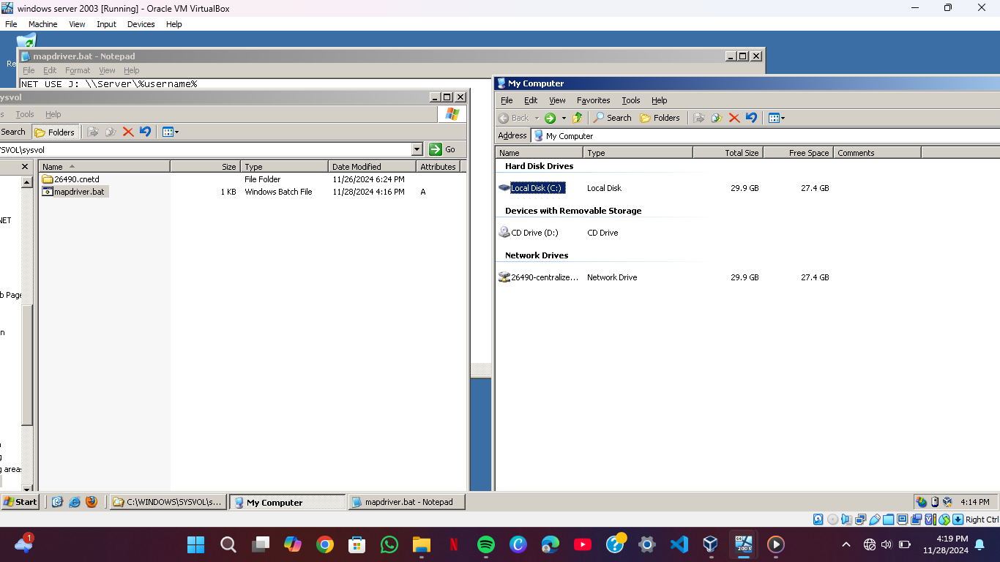 windows server 2003 [Running] - Oracle VM VirtualBox
File Machine View Input Devices Help
Re
mapdriver.bat - Notepad
File Edit Format View Help
NET USE J: \\Server\%username%
sysvol
s Tools Help
Search Folders
YSVOL\sysvol Go
Name Size Type Date Modified Attributes
26490.cnetd File Folder 11/26/2024 6:24 PM
mapdriver.bat 1 KB Windows Batch File 11/28/2024 4:16 PM A
NET
b Page
n
g
g areas
My Computer
File Edit View Favorites Tools Help
Back Search Folders
Address My Computer
Name Type Total Size Free Space Comments
Hard Disk Drives
Local Disk (C:) Local Disk 29.9 GB 27.4 GB
Devices with Removable Storage
CD Drive (D:) CD Drive
Network Drives
26490-centralize... Network Drive 29.9 GB 27.4 GB
Start C:\WINDOWS\SYSVOL\s... My Computer mapdriver.bat - Notepad 4:14 PM
Right Ctrl
1 4:19 PM
11/28/2024